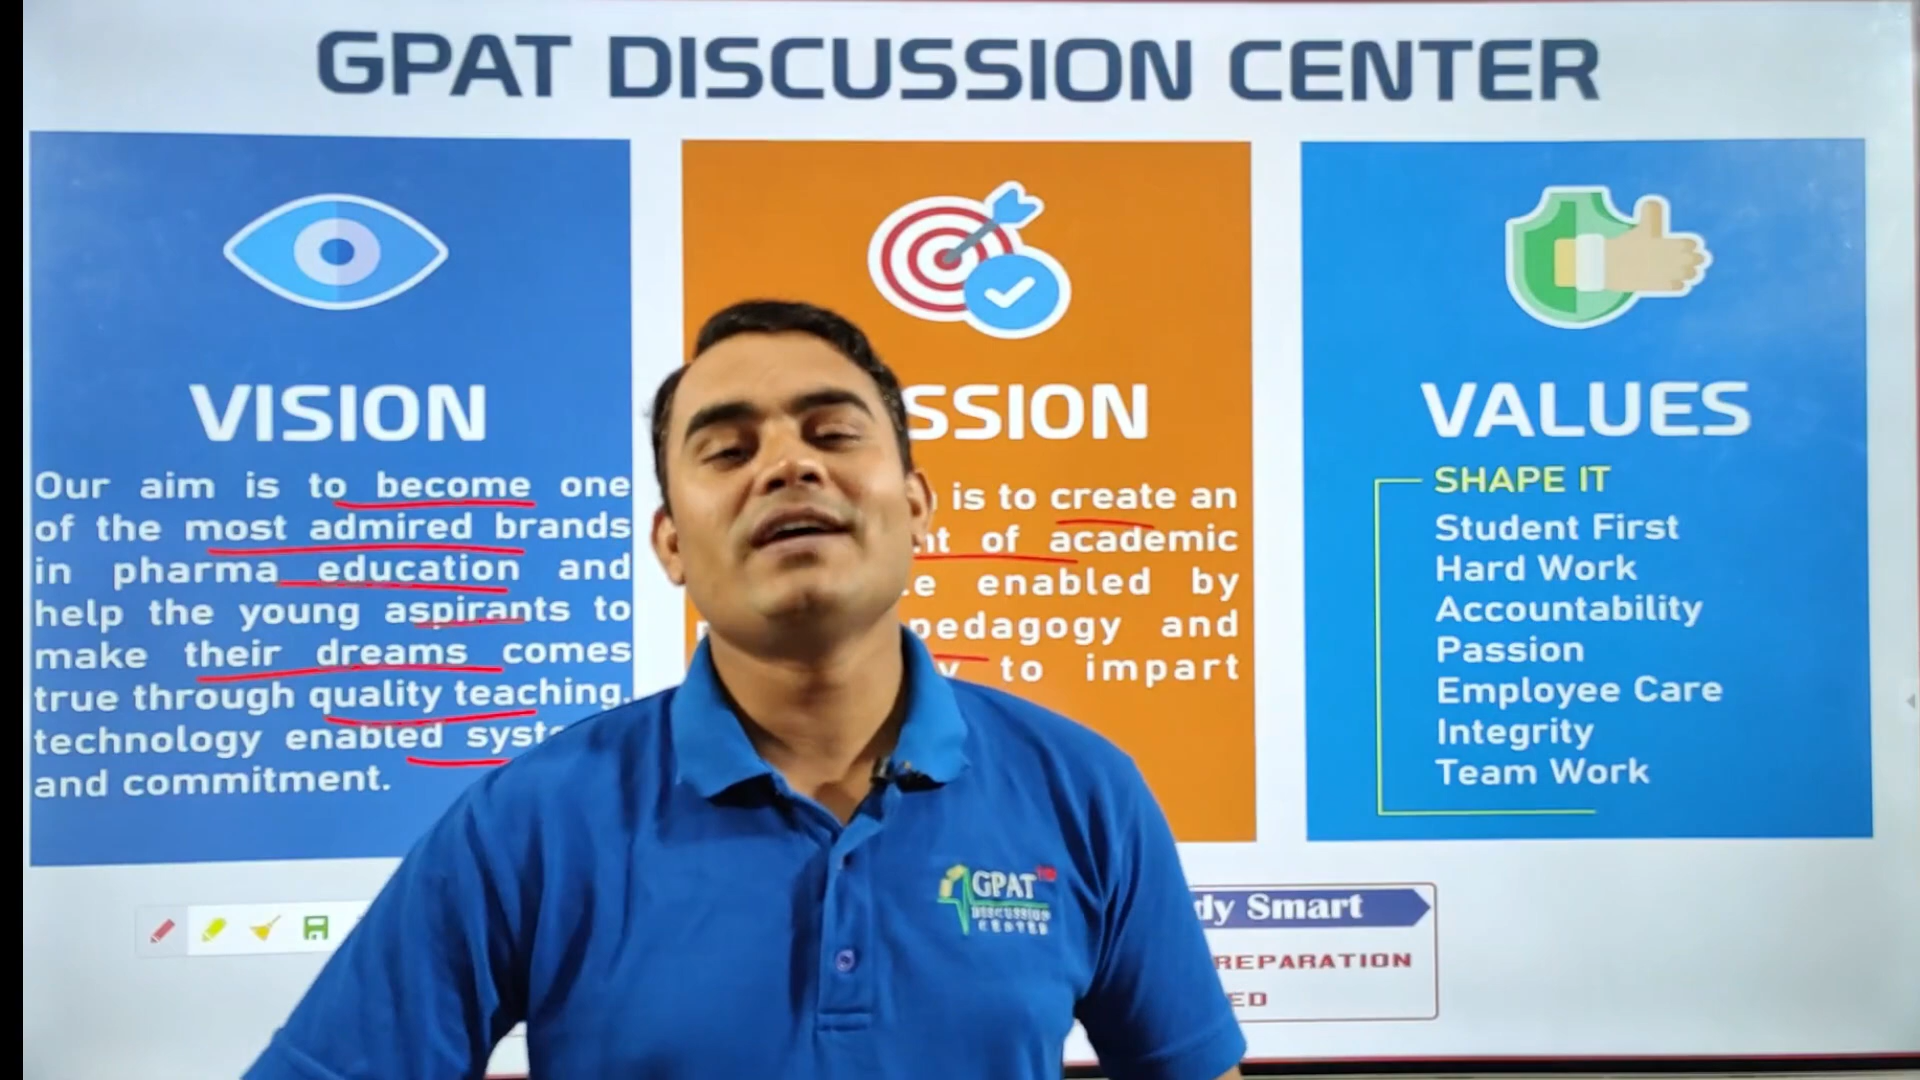 GPAT DISCUSSION CENTER
VISION
Our aim is to become one
of the most admired brands
in pharma education and
help the young aspirants to
make their dreams comes
true through quality teaching,
technology enabled syst
and commitment.
SSION
is to create an
nt of academic
e enabled by
pedagogy and
y to impart
VALUES
SHAPE IT
Student First
Hard Work
Accountability
Passion
Employee Care
Integrity
Team Work
GPAT
DISCUSSION
CENTER
dy Smart
REPARATION
ED